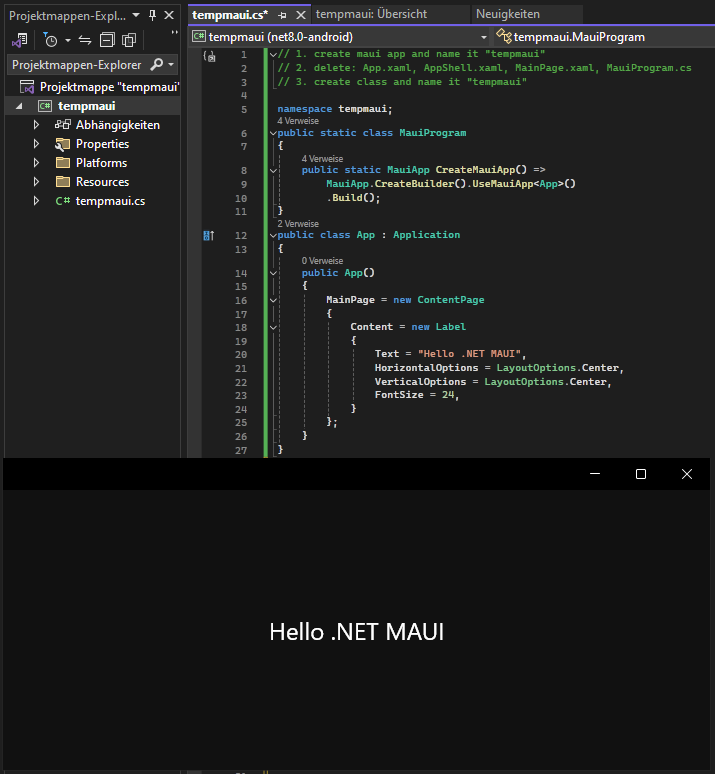 Projektmappen-Expl...
Projektmappen-Explorer
Projektmappe "tempmaui"
tempmaui
Abhängigkeiten
Properties
Platforms
Resources
tempmaui.cs
tempmaui.cs*
tempmaui: Übersicht
Neuigkeiten
tempmaui (net8.0-android)
tempmaui.MauiProgram
1 // 1. create maui app and name it "tempmaui"
2 // 2. delete: App.xaml, AppShell.xaml, MainPage.xaml, MauiProgram.cs
3 // 3. create class and name it "tempmaui"
4
5 namespace tempmaui;
4 Verweise
6 public static class MauiProgram
7 {
4 Verweise
8 public static MauiApp CreateMauiApp() =>
9 MauiApp.CreateBuilder().UseMauiApp<App>()
10 .Build();
11 }
2 Verweise
12 public class App : Application
13 {
0 Verweise
14 public App()
15 {
16 MainPage = new ContentPage
17 {
18 Content = new Label
19 {
20 Text = "Hello .NET MAUI",
21 HorizontalOptions = LayoutOptions.Center,
22 VerticalOptions = LayoutOptions.Center,
23 FontSize = 24,
24 }
25 };
26 }
27 }
Hello .NET MAUI